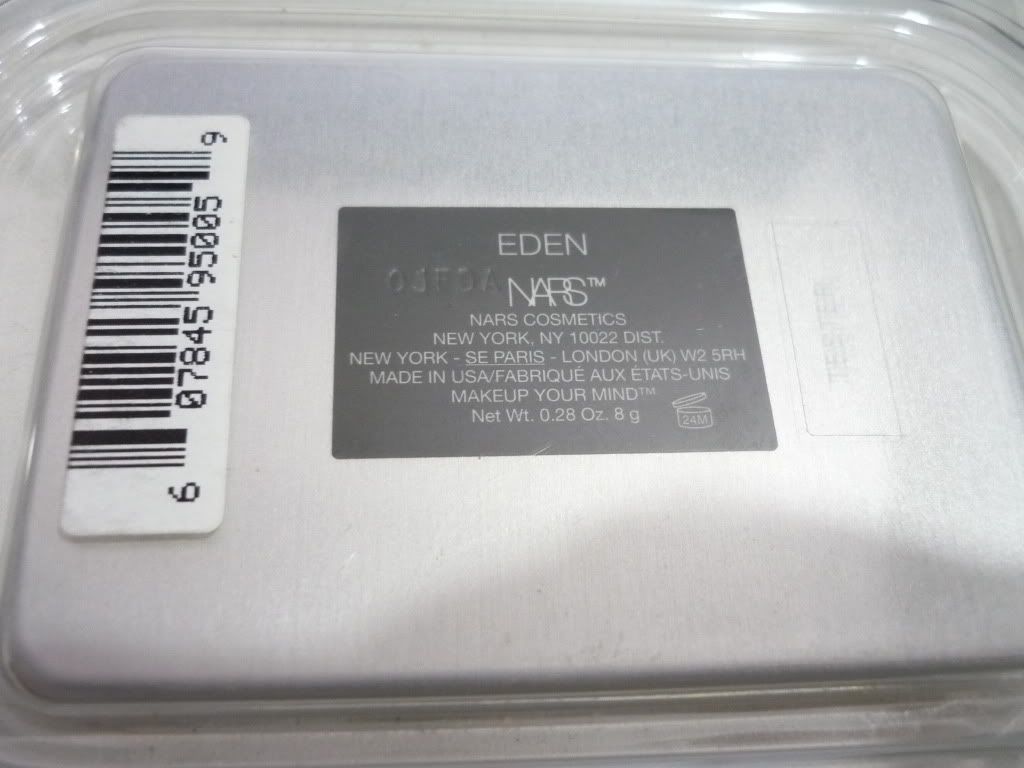 6 07845 95005 9
EDEN
NARS™
NARS COSMETICS
NEW YORK, NY 10022 DIST.
NEW YORK - SE PARIS - LONDON (UK) W2 5RH
MADE IN USA/FABRIQUÉ AUX ÉTATS-UNIS
MAKEUP YOUR MIND™
Net Wt. 0.28 Oz. 8 g
24M
TESTER